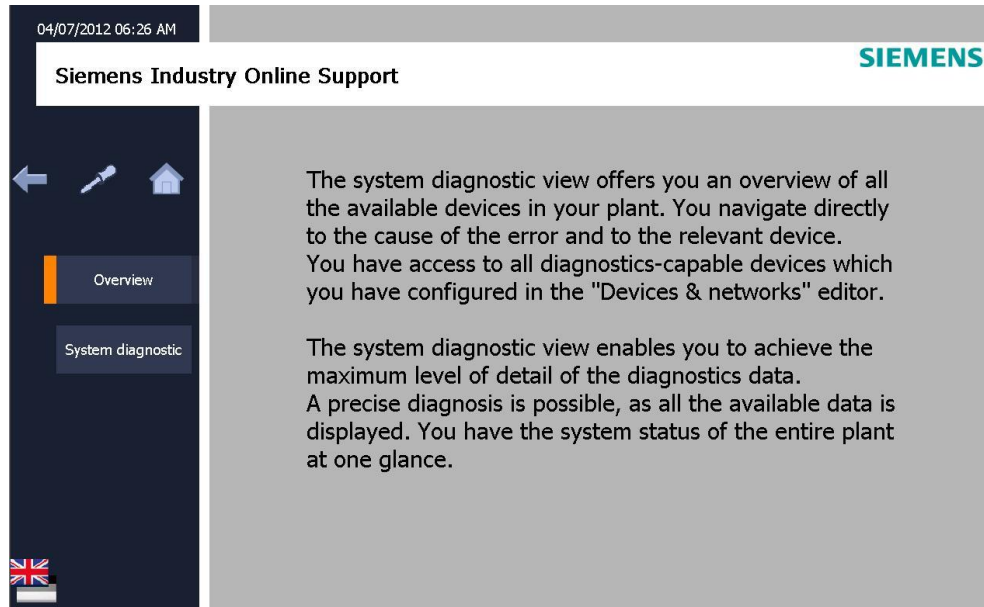 04/07/2012 06:26 AM
SIEMENS
Siemens Industry Online Support
The system diagnostic view offers you an overview of all
the available devices in your plant. You navigate directly
to the cause of the error and to the relevant device.
You have access to all diagnostics-capable devices which
you have configured in the "Devices & networks" editor.
Overview
System diagnostic
The system diagnostic view enables you to achieve the
maximum level of detail of the diagnostics data.
A precise diagnosis is possible, as all the available data is
displayed. You have the system status of the entire plant
at one glance.